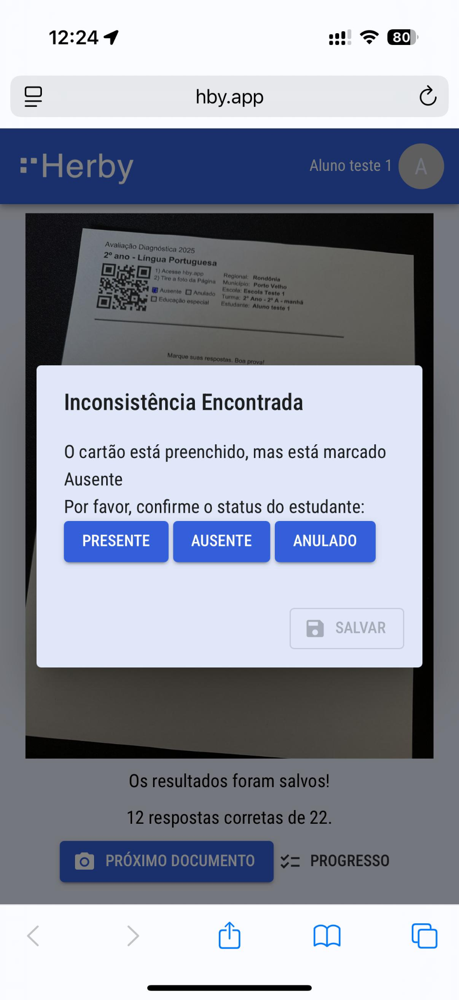 12:24
80
hby.app
Herby
Aluno teste 1
A
Avaliação Diagnóstica 2025
2º ano - Língua Portuguesa
1) Acesse hby.app
2) Tire a foto da Página
Ausente Anulado
Educação especial
Regional: Rondônia
Município: Porto Velho
Escola: Escola Teste 1
Turma: 2º Ano - 2º A - manhã
Estudante: Aluno teste 1
Marque suas respostas. Boa prova!
Inconsistência Encontrada
O cartão está preenchido, mas está marcado
Ausente
Por favor, confirme o status do estudante:
PRESENTE AUSENTE ANULADO
SALVAR
Os resultados foram salvos!
12 respostas corretas de 22.
PRÓXIMO DOCUMENTO PROGRESSO